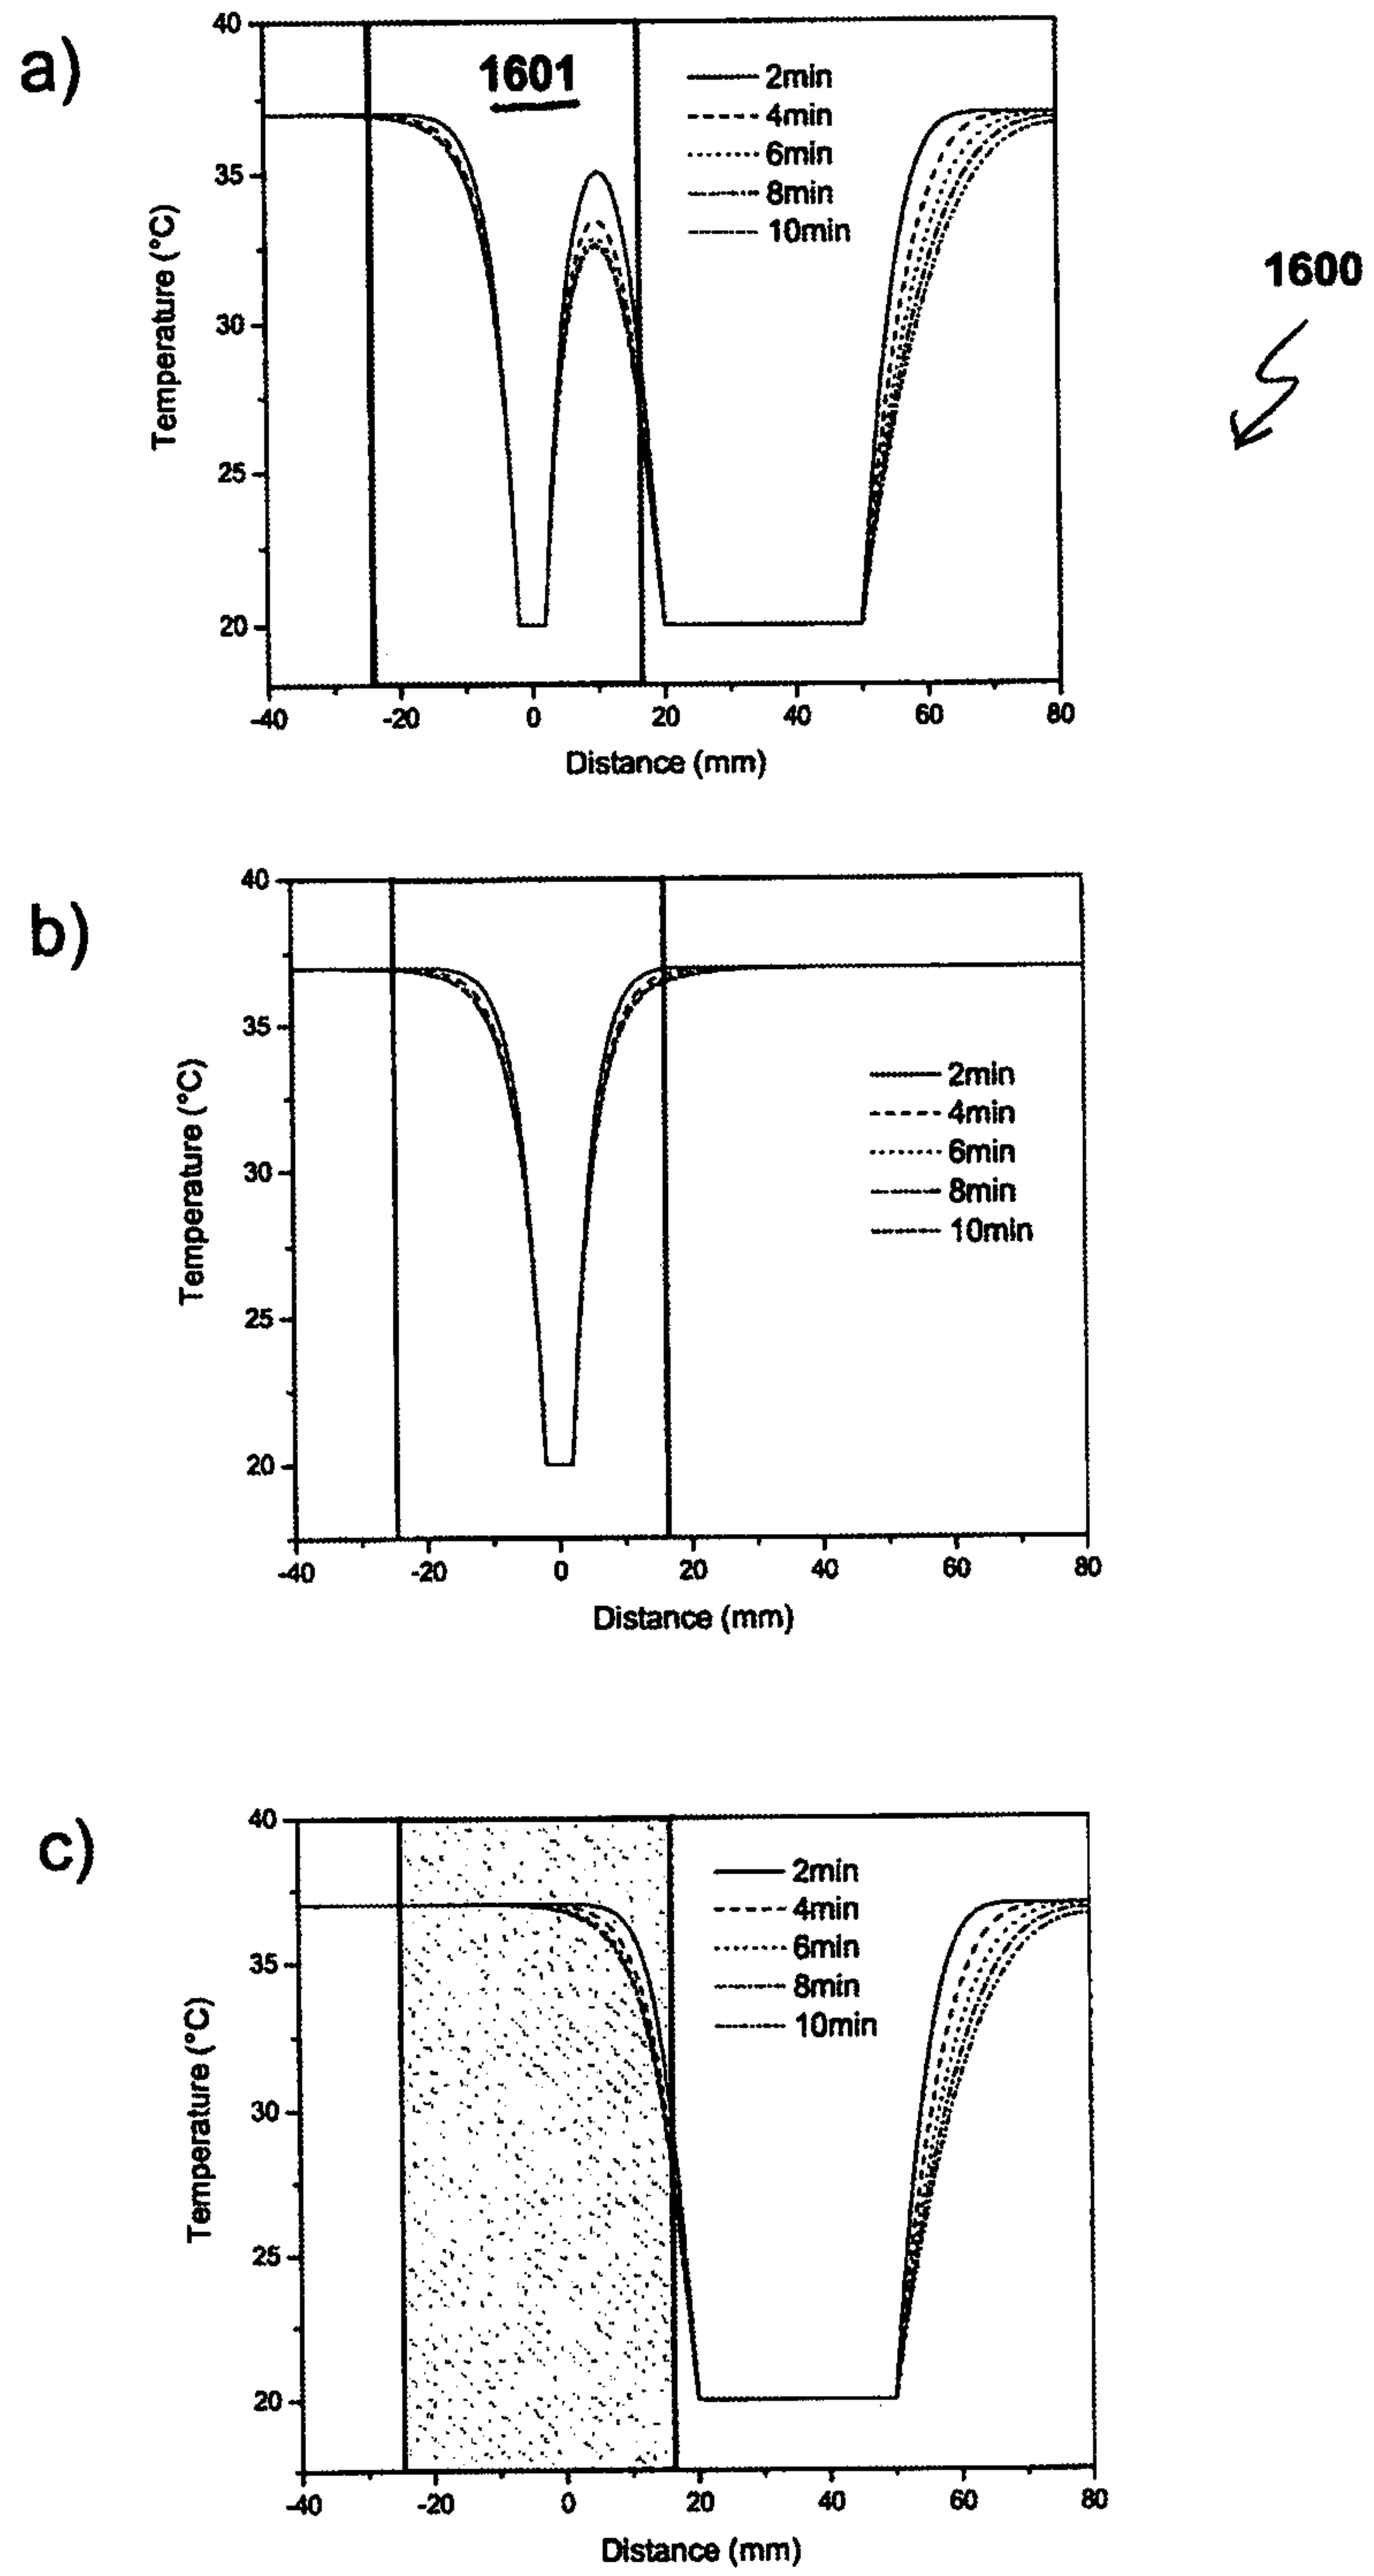 a)
1601
1600
40
35
30
25
20
Temperature (°C)
2min
4min
6min
8min
10min
-40 -20 0 20 40 60 80
Distance (mm)
b)
40
35
30
25
20
Temperature (°C)
2min
4min
6min
8min
10min
-40 -20 0 20 40 60 80
Distance (mm)
c)
40
35
30
25
20
Temperature (°C)
2min
4min
6min
8min
10min
-40 -20 0 20 40 60 80
Distance (mm)